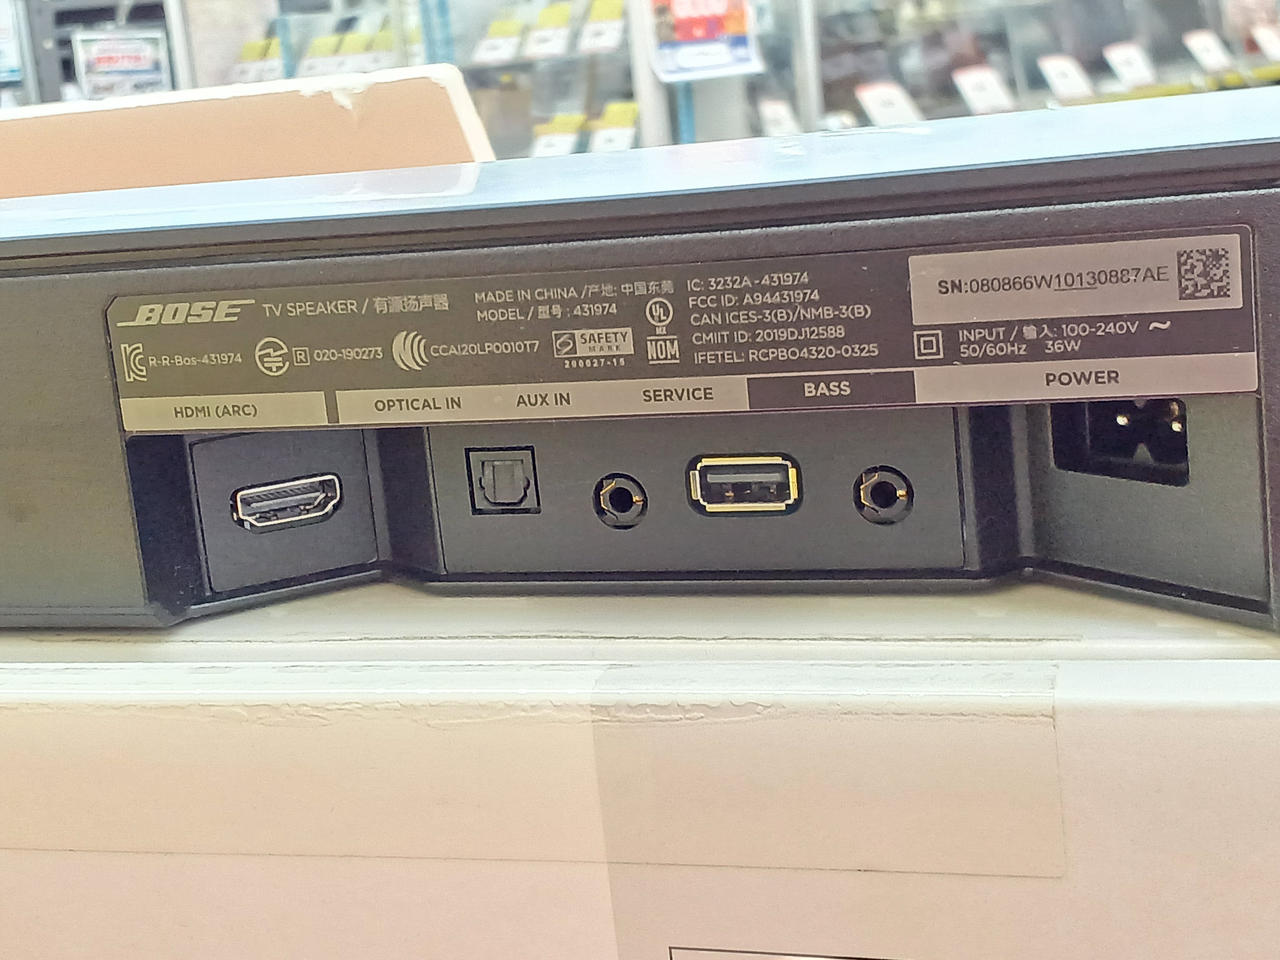 BOSE TV SPEAKER / 有源扬声器
MADE IN CHINA / 产地: 中国东莞
MODEL / 型号 : 431974
R-R-Bos-431974
R 020-190273
CCAI20LP0010T7
S SAFETY
MARK
200027-15
UL
MX
NOM
IC: 3232A-431974
FCC ID: A94431974
CAN ICES-3(B)/NMB-3(B)
CMIIT ID: 2019DJ12588
IFETEL: RCPBO4320-0325
SN:080866W10130887AE
INPUT / 输入: 100-240V ~
50/60Hz 36W
HDMI (ARC)
OPTICAL IN
AUX IN
SERVICE
BASS
POWER